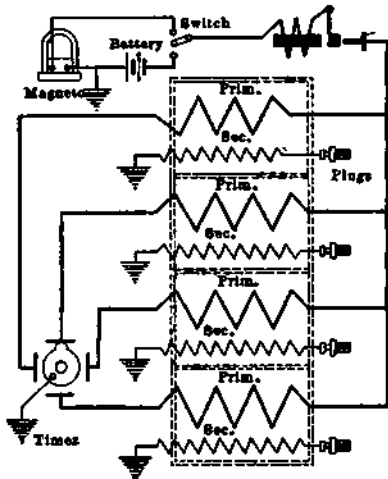 Switch
Battery
Magneto
Prim.
Sec.
Plugs
Prim.
Sec.
Prim.
Sec.
Prim.
Sec.
Timer